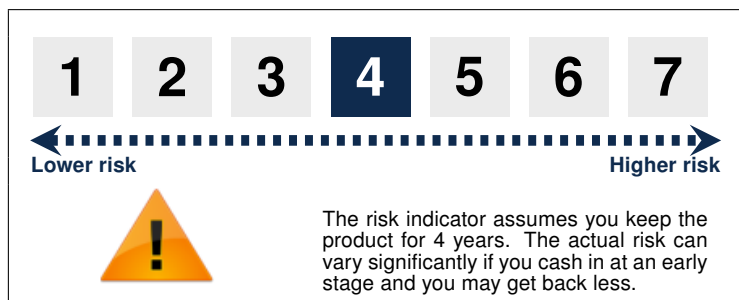 1 2 3 4 5 6 7
Lower risk Higher risk
!
The risk indicator assumes you keep the
product for 4 years. The actual risk can
vary significantly if you cash in at an early
stage and you may get back less.